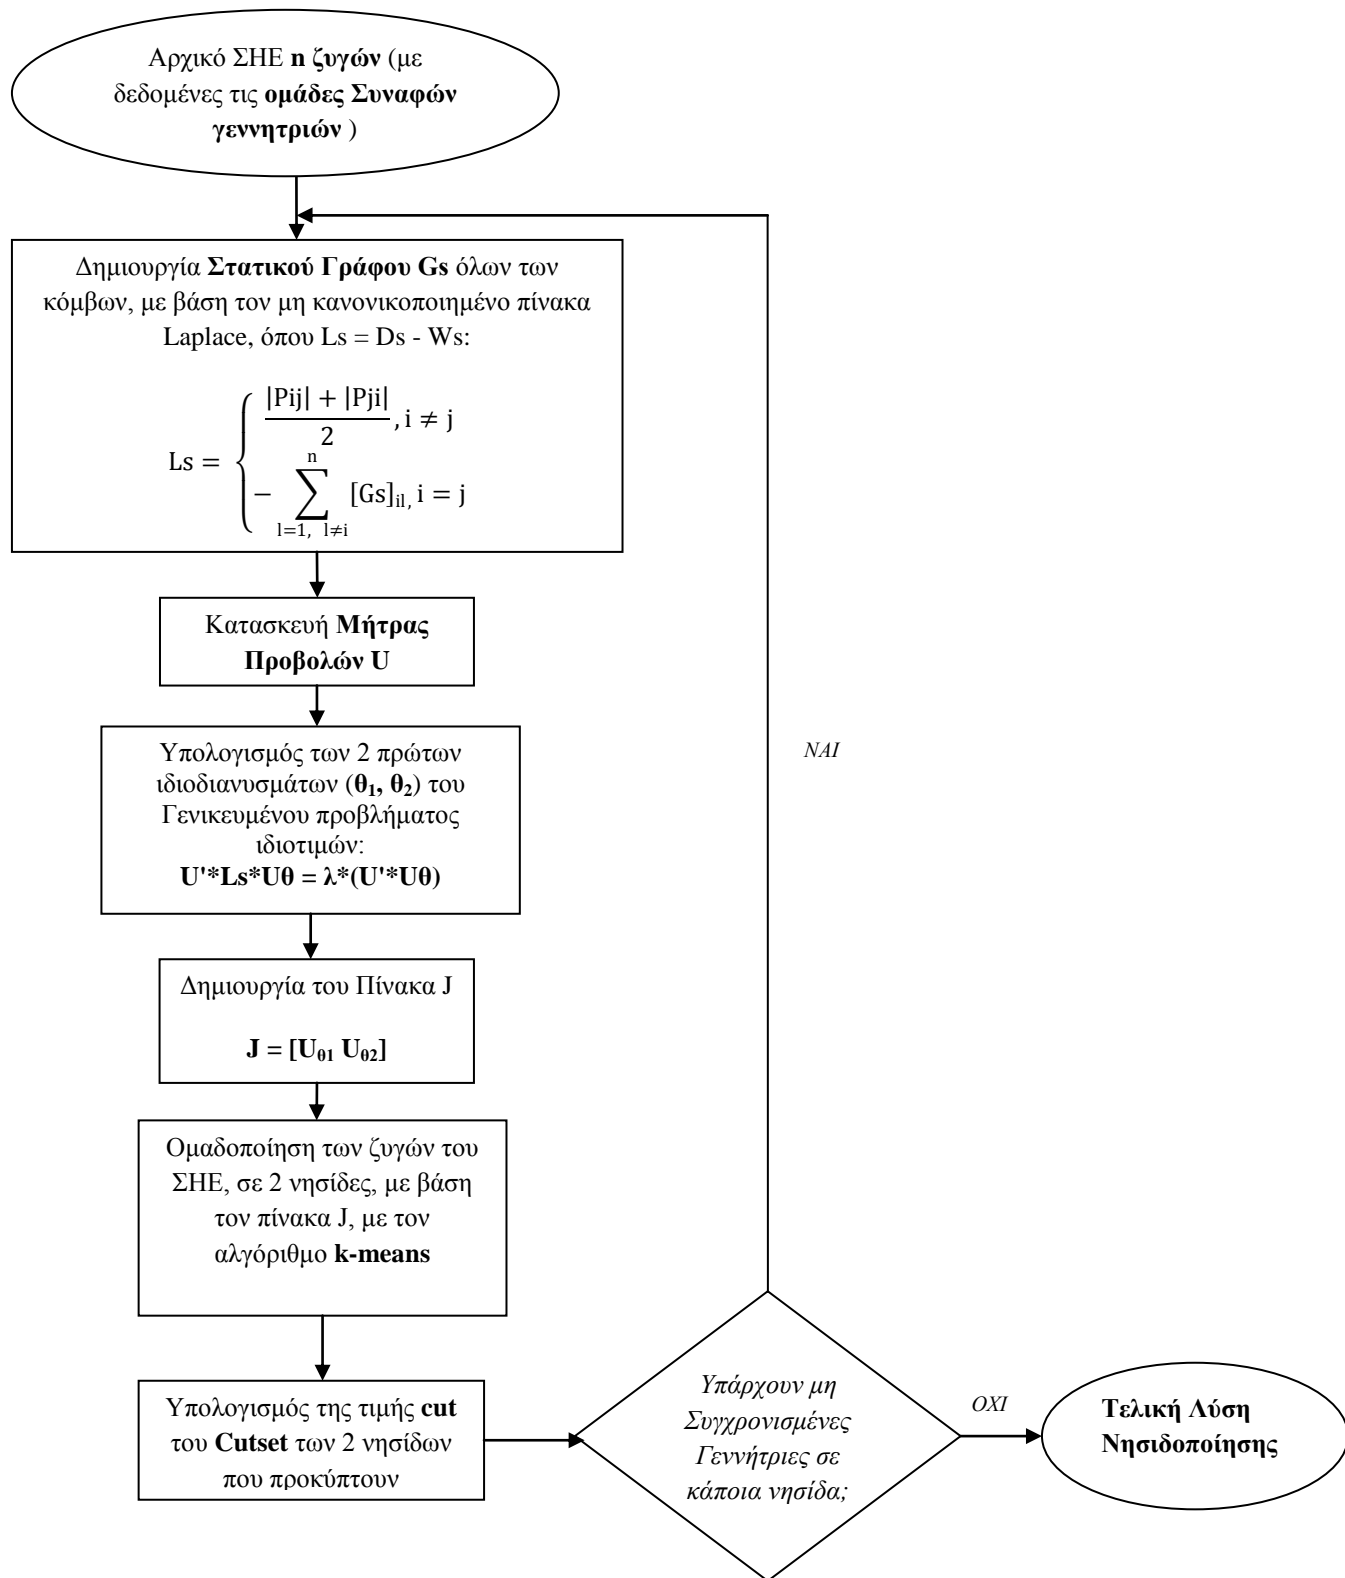 Αρχικό ΣΗΕ n ζυγών (με
δεδομένες τις ομάδες Συναφών
γεννητριών )
Δημιουργία Στατικού Γράφου Gs όλων των
κόμβων, με βάση τον μη κανονικοποιημένο πίνακα
Laplace, όπου Ls = Ds - Ws:
|Pij| + |Pji|
2
, i ≠ j
Ls = {
n
− ∑ [Gs]il, i = j
l=1, l≠i
Κατασκευή Μήτρας
Προβολών U
Υπολογισμός των 2 πρώτων
ιδιοδιανυσμάτων (θ1, θ2) του
Γενικευμένου προβλήματος
ιδιοτιμών:
U'*Ls*Uθ = λ*(U'*Uθ)
ΝΑΙ
Δημιουργία του Πίνακα J
J = [Uθ1 Uθ2]
Ομαδοποίηση των ζυγών του
ΣΗΕ, σε 2 νησίδες, με βάση
τον πίνακα J, με τον
αλγόριθμο k-means
Υπολογισμός της τιμής cut
του Cutset των 2 νησίδων
που προκύπτουν
Υπάρχουν μη
Συγχρονισμένες
Γεννήτριες σε
κάποια νησίδα;
ΟΧΙ
Τελική Λύση
Νησιδοποίησης